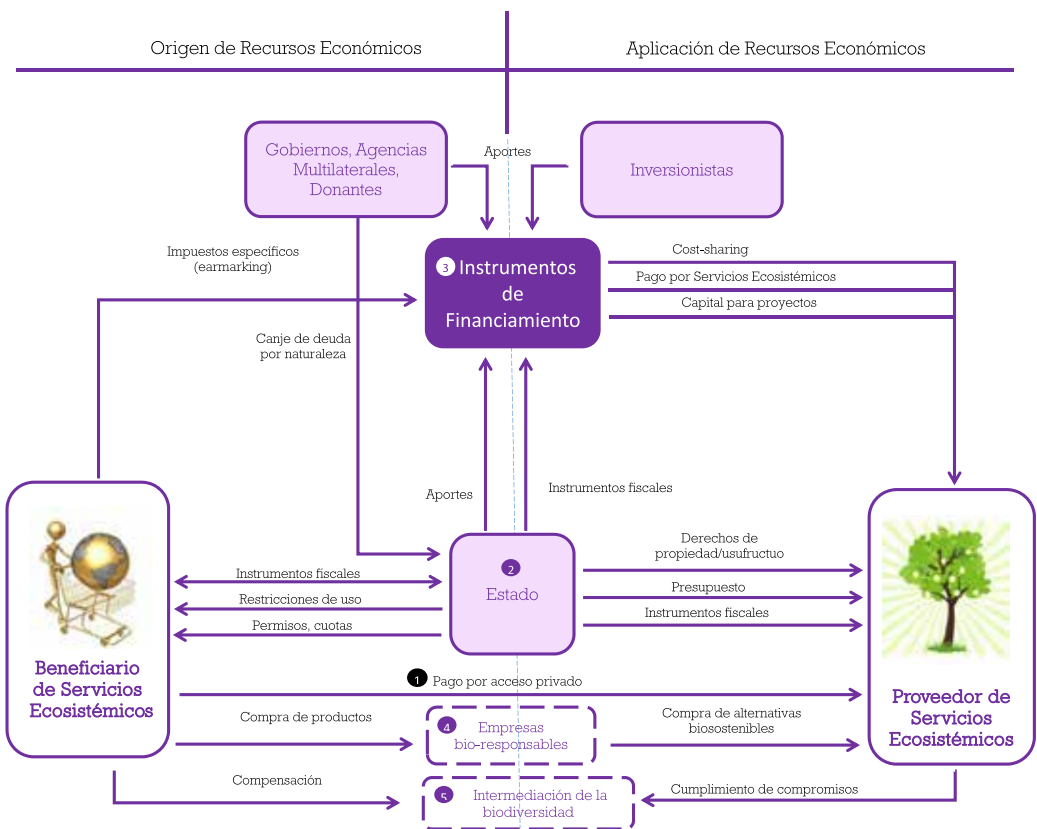 Origen de Recursos Económicos
Aplicación de Recursos Económicos
Gobiernos, Agencias
Multilaterales,
Donantes
Aportes
Inversionistas
Impuestos específicos
(earmarking)
3 Instrumentos
de
Financiamiento
Cost-sharing
Pago por Servicios Ecosistémicos
Capital para proyectos
Canje de deuda
por naturaleza
Aportes
Instrumentos fiscales
2
Estado
Instrumentos fiscales
Restricciones de uso
Permisos, cuotas
Derechos de
propiedad/usufructuo
Presupuesto
Instrumentos fiscales
Beneficiario
de Servicios
Ecosistémicos
Proveedor de
Servicios
Ecosistémicos
1 Pago por acceso privado
Compra de productos
4 Empresas
bio-responsables
Compra de alternativas
biosostenibles
Compensación
5 Intermediación de la
biodiversidad
Cumplimiento de compromisos